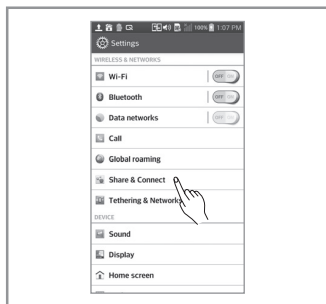 100% 1:07 PM
Settings
WIRELESS & NETWORKS
Wi-Fi OFF ON
Bluetooth OFF ON
Data networks OFF ON
Call
Global roaming
Share & Connect
Tethering & Networks
DEVICE
Sound
Display
Home screen